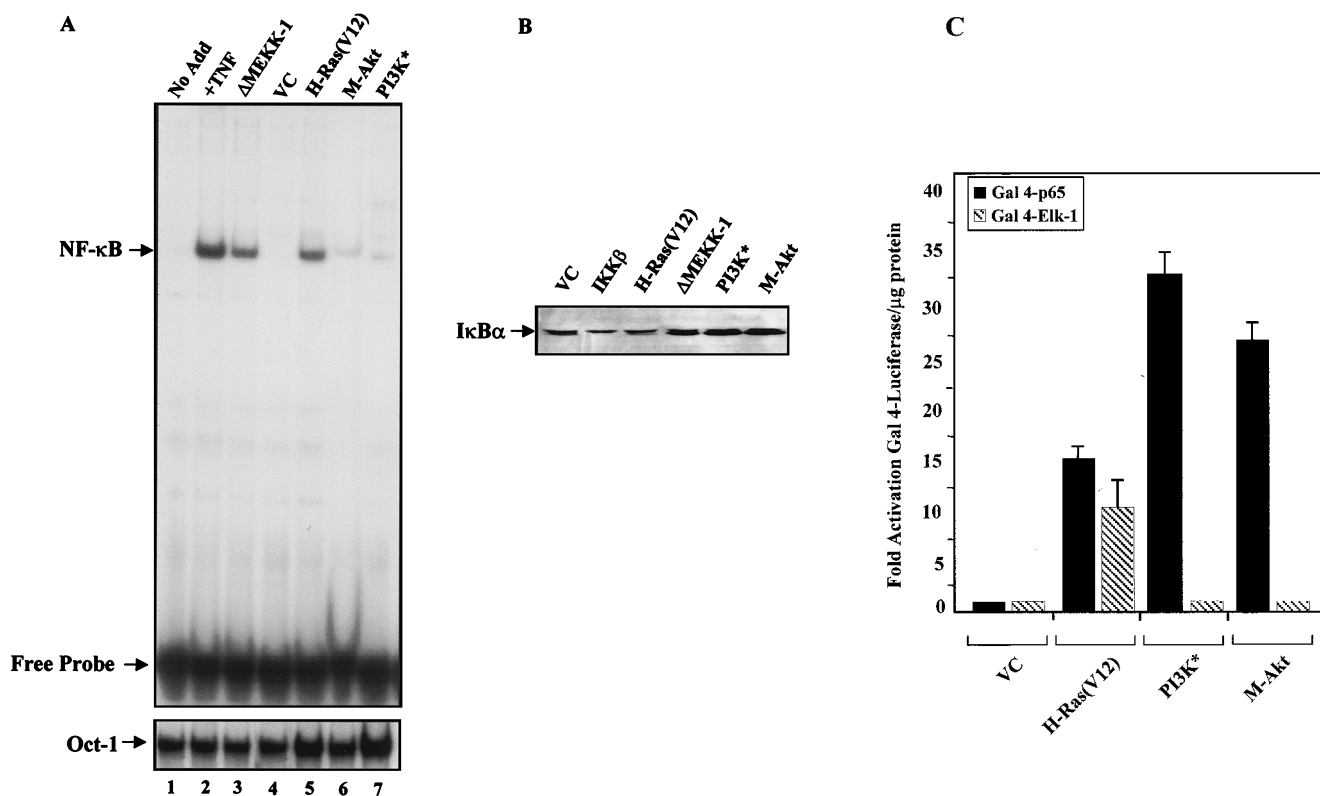 A
No Add
+TNF
ΔMEKK-1
VC
H-Ras(V12)
M-Akt
PI3K*
NF-κB
Free Probe
Oct-1
1 2 3 4 5 6 7
B
VC
IKKβ
H-Ras(V12)
ΔMEKK-1
PI3K*
M-Akt
IκBα
C
Fold Activation Gal 4-Luciferase/μg protein
40
35
30
25
20
15
10
5
0
Gal 4-p65
Gal 4-Elk-1
VC
H-Ras(V12)
PI3K*
M-Akt